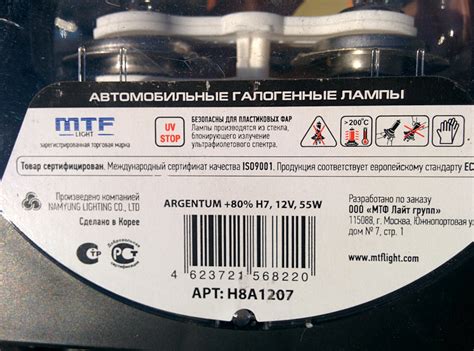 АВТОМОБИЛЬНЫЕ ГАЛОГЕННЫЕ ЛАМПЫ
MTF
LIGHT
зарегистрированная торговая марка
UV
STOP
БЕЗОПАСНЫ ДЛЯ ПЛАСТИКОВЫХ ФАР
Лампы производятся из стекла,
блокирующего излучение
ультрафиолетового спектра.
>200°C
Товар сертифицирован. Международный сертификат качества ISO9001. Продукция соответствует европейскому стандарту EC
Произведено компанией
NAMYUNG LIGHTING CO., LTD
Сделано в Корее
ARGENTUM +80% H7, 12V, 55W
4 623721 568220
АРТ: H8A1207
Разработано по заказу
ООО «МТФ Лайт групп»
115088, г. Москва, Южнопортовая у
дом № 7, стр. 1
www.mtflight.com